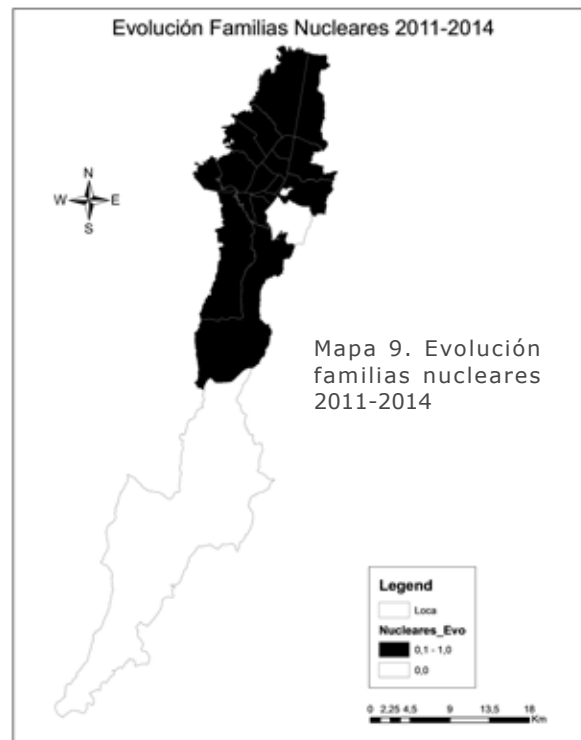 Evolución Familias Nucleares 2011-2014
N
W E
S
Mapa 9. Evolución
familias nucleares
2011-2014
Legend
Loca
Nucleares_Evo
0,1 - 1,0
0,0
0 2,25 4,5 9 13,5 18
Km